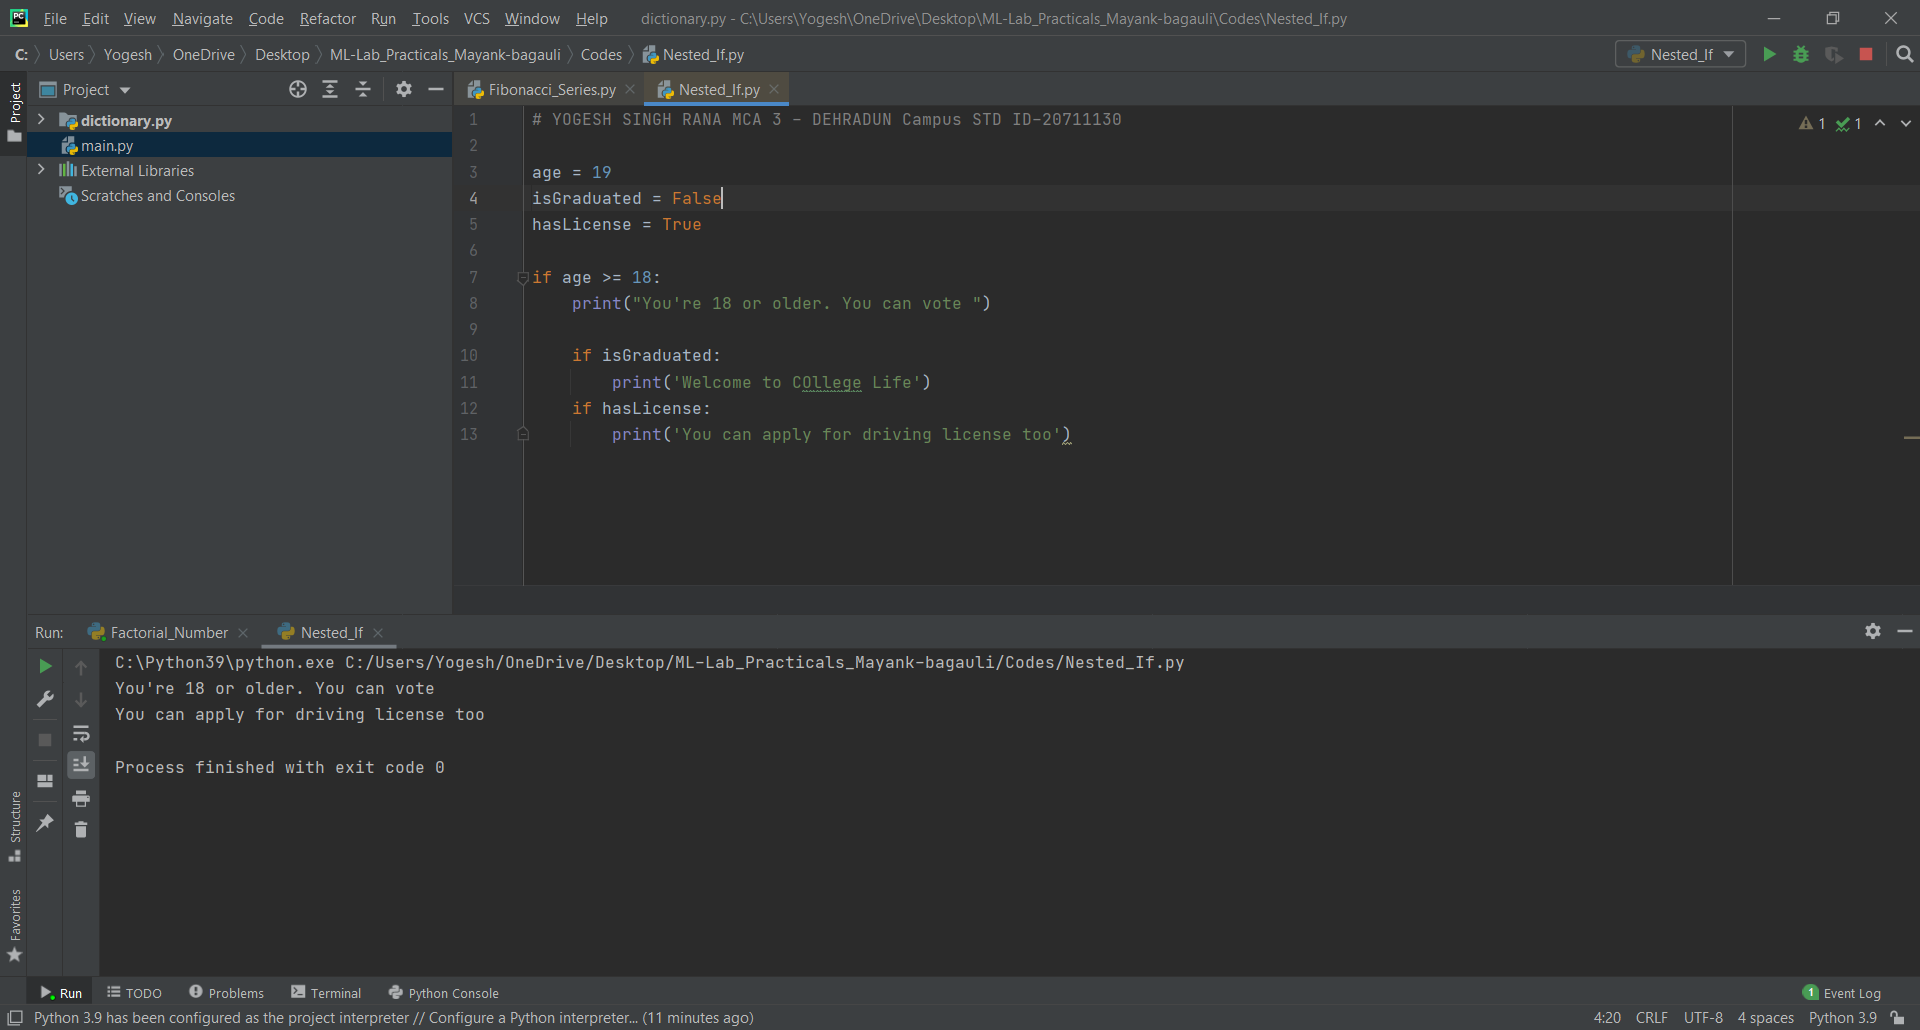 PC File Edit View Navigate Code Refactor Run Tools VCS Window Help dictionary.py - C:\Users\Yogesh\OneDrive\Desktop\ML-Lab_Practicals_Mayank-bagauli\Codes\Nested_If.py
C: Users Yogesh OneDrive Desktop ML-Lab_Practicals_Mayank-bagauli Codes Nested_If.py Nested_If
Project
Project
dictionary.py
main.py
External Libraries
Scratches and Consoles
Fibonacci_Series.py Nested_If.py
1 # YOGESH SINGH RANA MCA 3 - DEHRADUN Campus STD ID-20711130
2
3 age = 19
4 isGraduated = False
5 hasLicense = True
6
7 if age >= 18:
8 print("You're 18 or older. You can vote ")
9
10 if isGraduated:
11 print('Welcome to COllege Life')
12 if hasLicense:
13 print('You can apply for driving license too')
1 1
Run: Factorial_Number Nested_If
C:\Python39\python.exe C:/Users/Yogesh/OneDrive/Desktop/ML-Lab_Practicals_Mayank-bagauli/Codes/Nested_If.py
You're 18 or older. You can vote
You can apply for driving license too
Process finished with exit code 0
Structure
Favorites
Run TODO Problems Terminal Python Console 1 Event Log
Python 3.9 has been configured as the project interpreter // Configure a Python interpreter... (11 minutes ago) 4:20 CRLF UTF-8 4 spaces Python 3.9